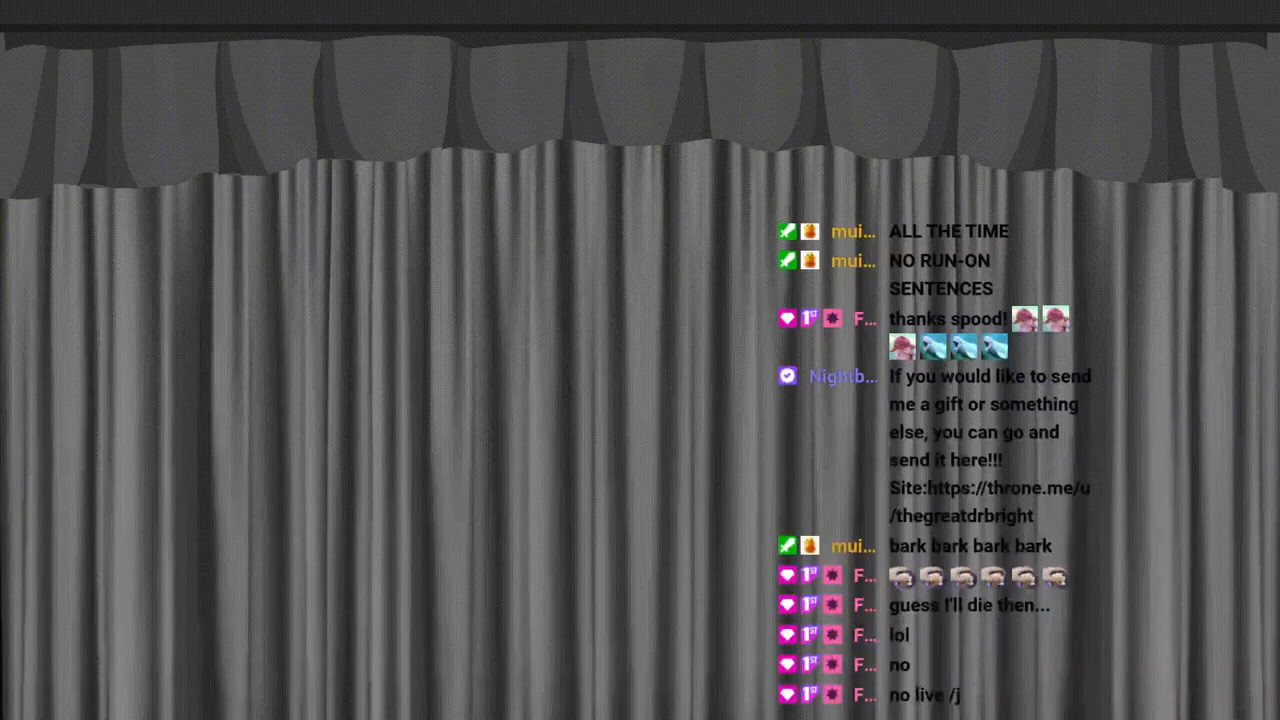 mui... ALL THE TIME
mui... NO RUN-ON
SENTENCES
F... thanks spood!
Nightb... If you would like to send
me a gift or something
else, you can go and
send it here!!!
Site:https://throne.me/u
/thegreatdrbright
mui... bark bark bark bark
F...
F... guess I'll die then...
F... lol
F... no
F... no live /j